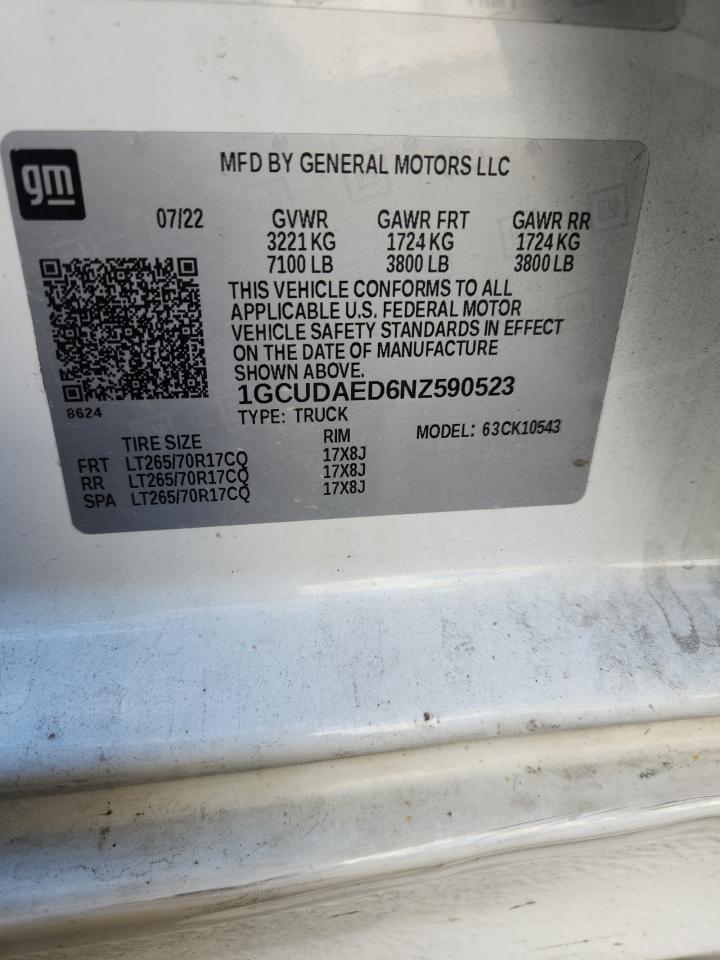 gm
MFD BY GENERAL MOTORS LLC
07/22 GVWR GAWR FRT GAWR RR
3221 KG 1724 KG 1724 KG
7100 LB 3800 LB 3800 LB
THIS VEHICLE CONFORMS TO ALL
APPLICABLE U.S. FEDERAL MOTOR
VEHICLE SAFETY STANDARDS IN EFFECT
ON THE DATE OF MANUFACTURE
SHOWN ABOVE.
1GCUDAED6NZ590523
8624 TYPE: TRUCK MODEL: 63CK10543
TIRE SIZE RIM
FRT LT265/70R17CQ 17X8J
RR LT265/70R17CQ 17X8J
SPA LT265/70R17CQ 17X8J